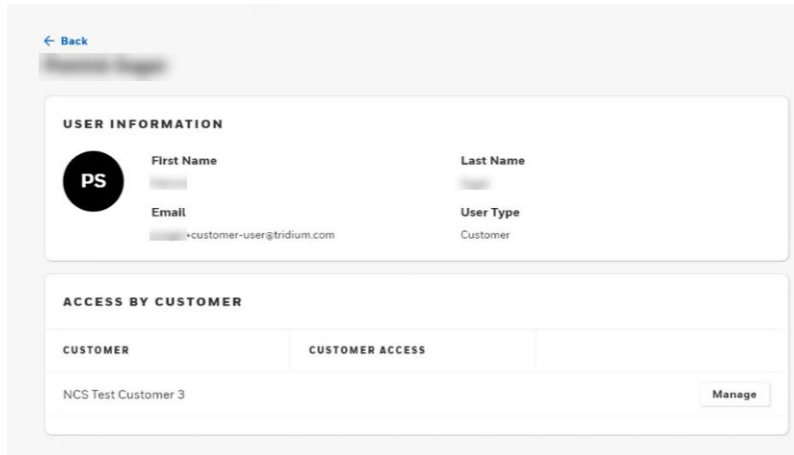 ← Back
USER INFORMATION
PS
First Name
Last Name
Email
User Type
+customer-user@tridium.com
Customer
ACCESS BY CUSTOMER
CUSTOMER
CUSTOMER ACCESS
NCS Test Customer 3
Manage